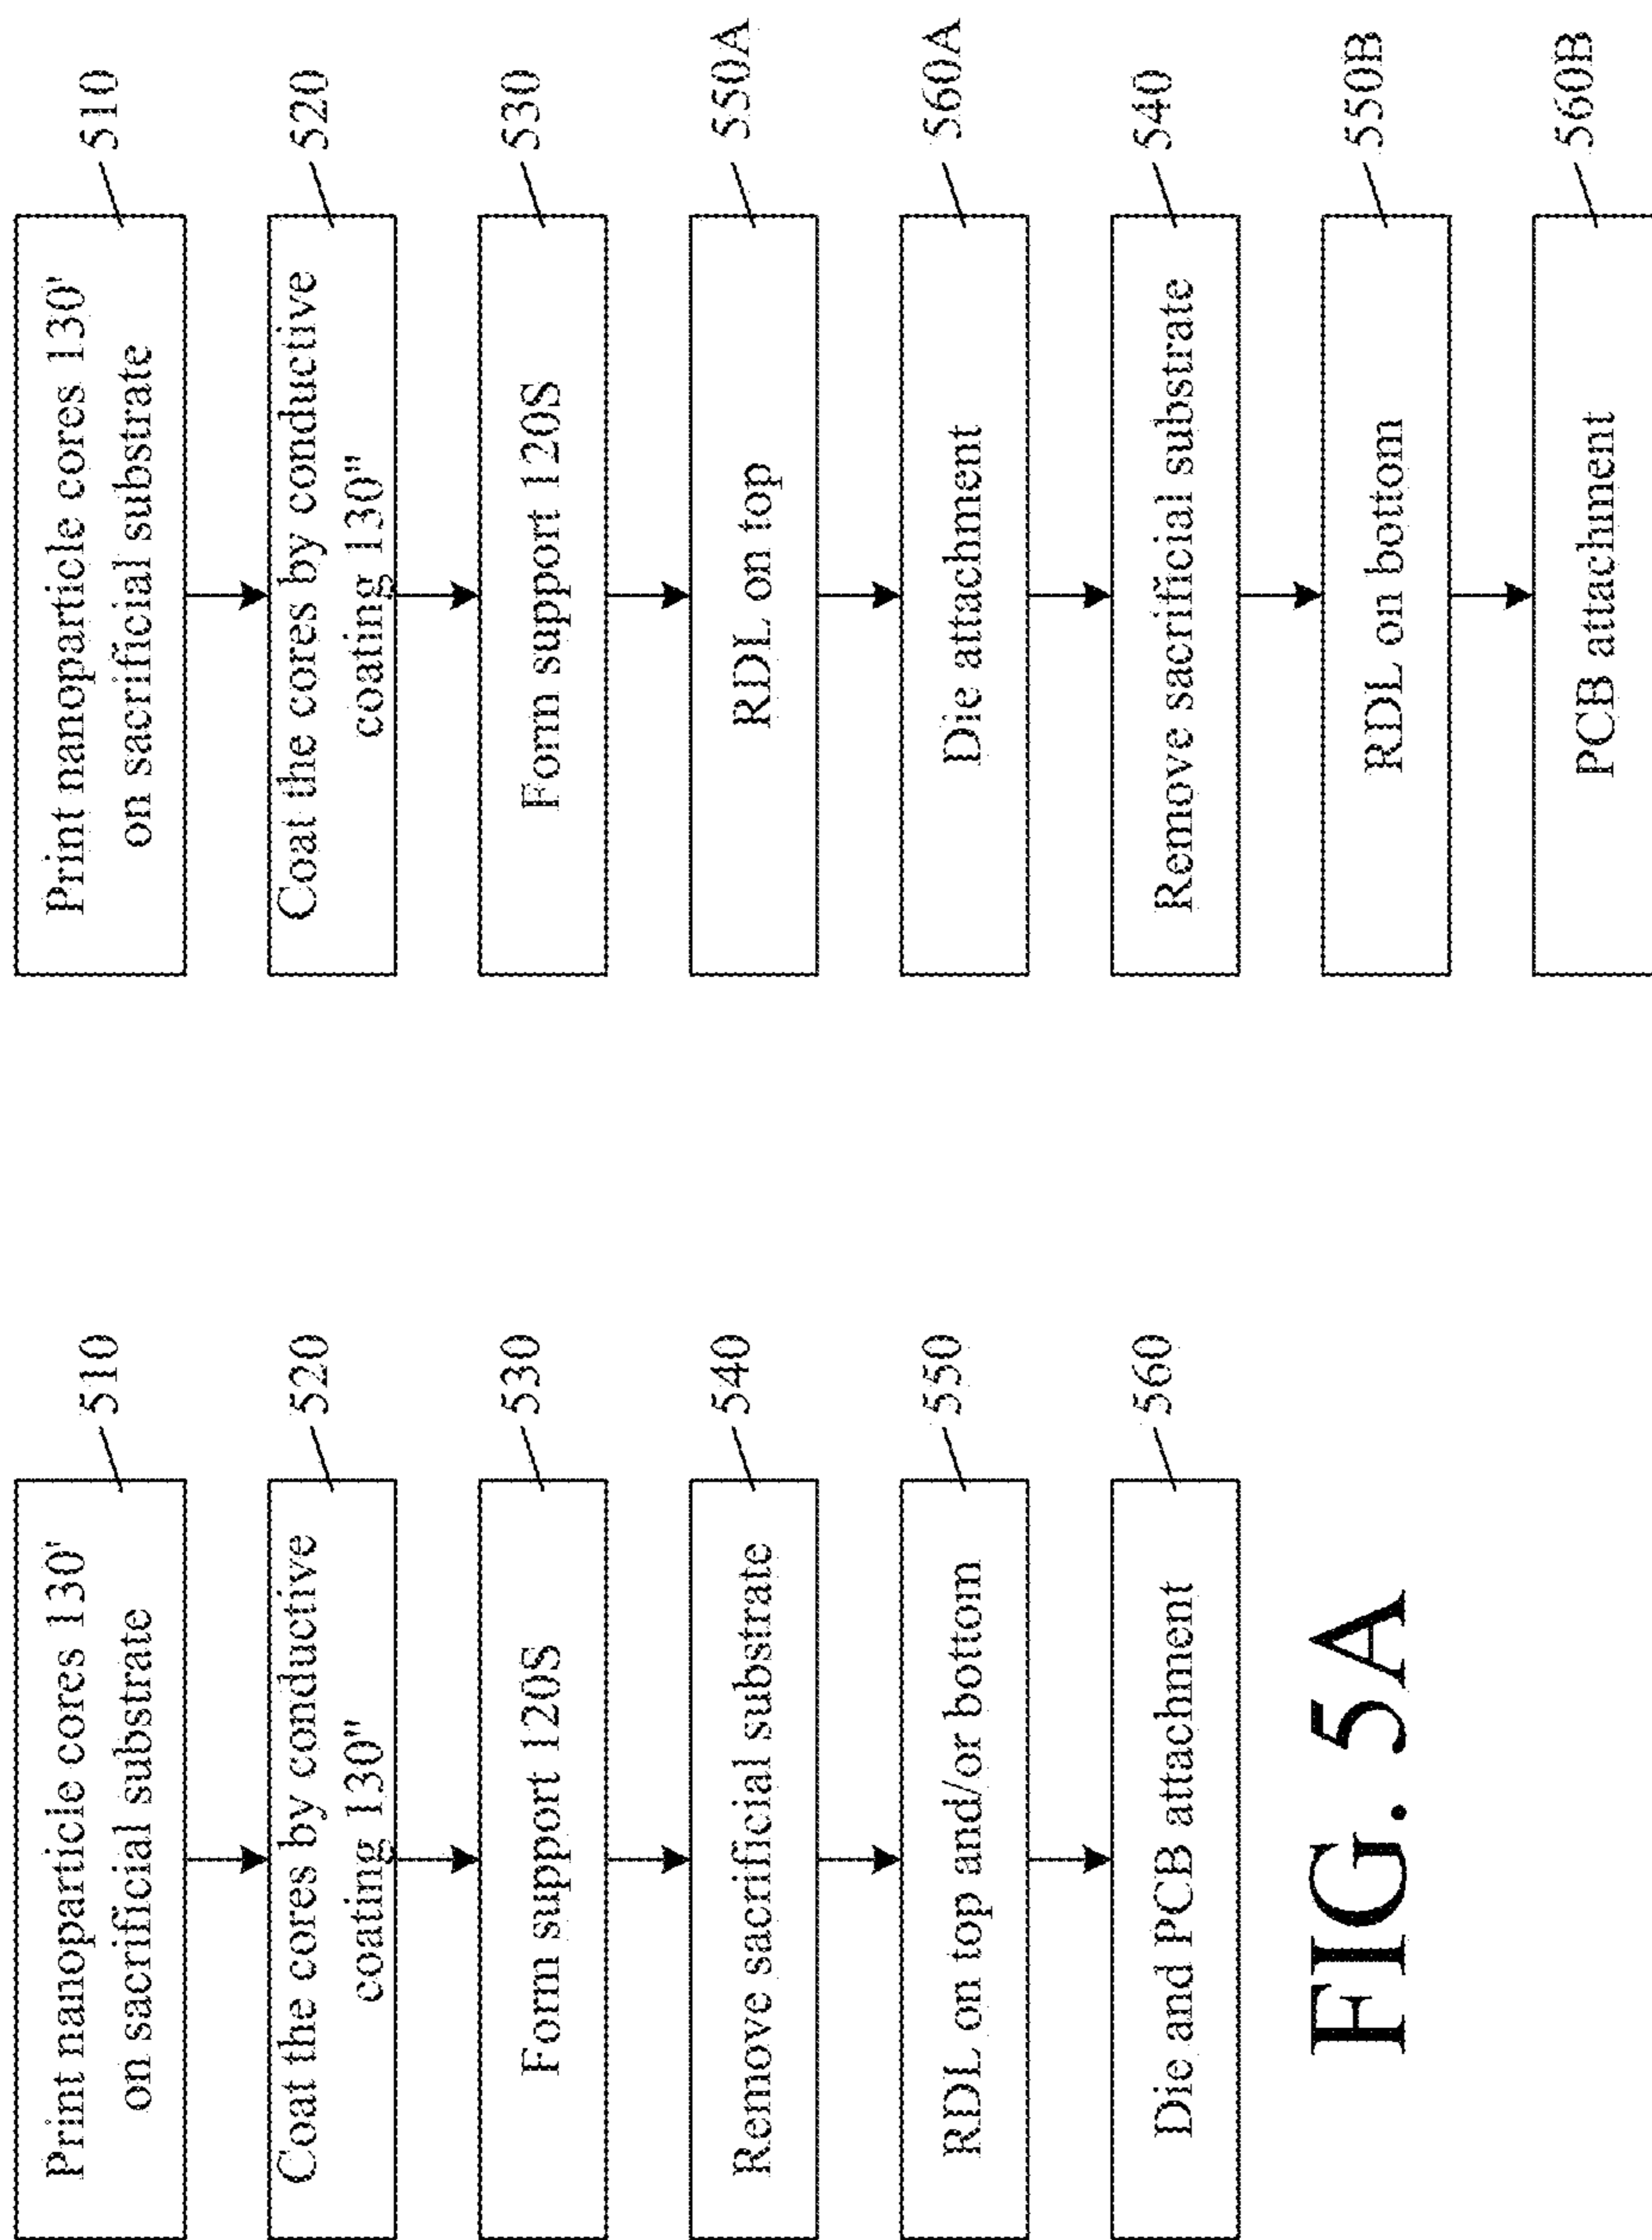 Print nanoparticle cores 130'
on sacrificial substrate
510
Coat the cores by conductive
coating 130"
520
Form support 120S
530
Remove sacrificial substrate
540
RDL on top and/or bottom
550
Die and PCB attachment
560
FIG. 5A
Print nanoparticle cores 130'
on sacrificial substrate
510
Coat the cores by conductive
coating 130"
520
Form support 120S
530
RDL on top
550A
Die attachment
560A
Remove sacrificial substrate
540
RDL on bottom
550B
PCB attachment
560B